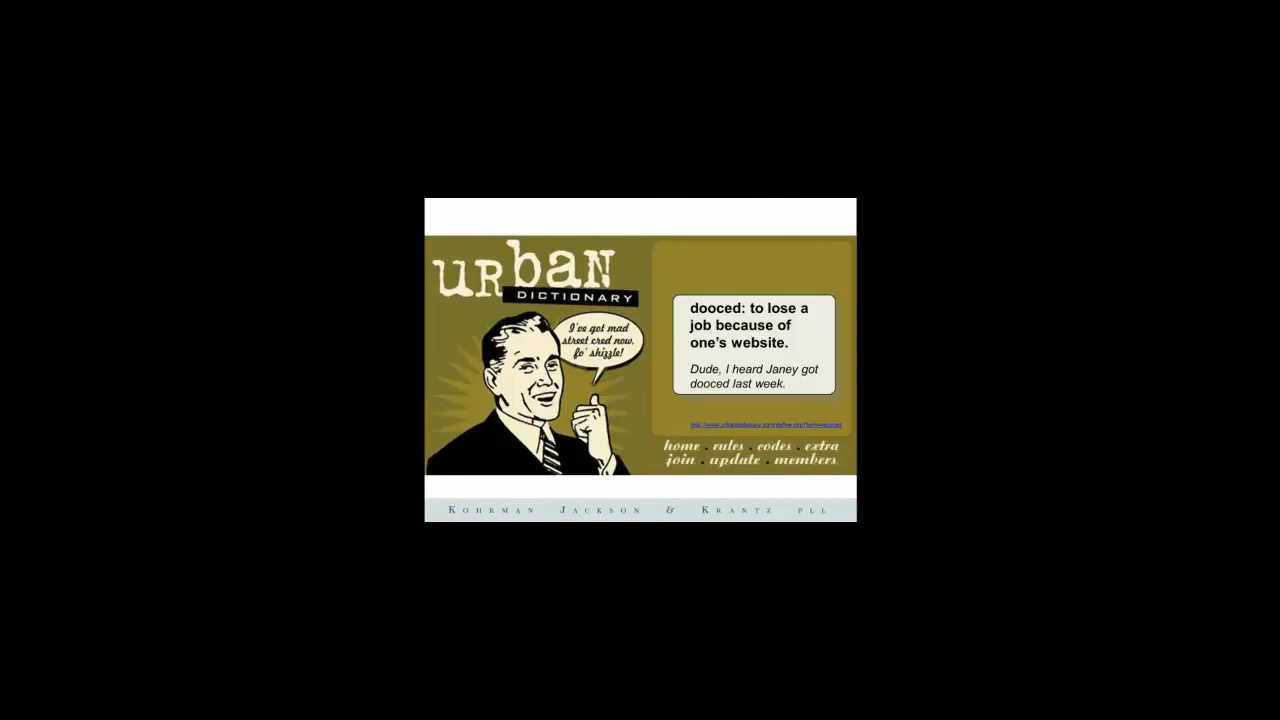 urban
DICTIONARY
I've got mad
street cred now,
fo' shizzle!
dooced: to lose a
job because of
one's website.
Dude, I heard Janey got
dooced last week.
home . rules . codes . extra
join . update . members
KOHRMAN JACKSON & KRANTZ PLL